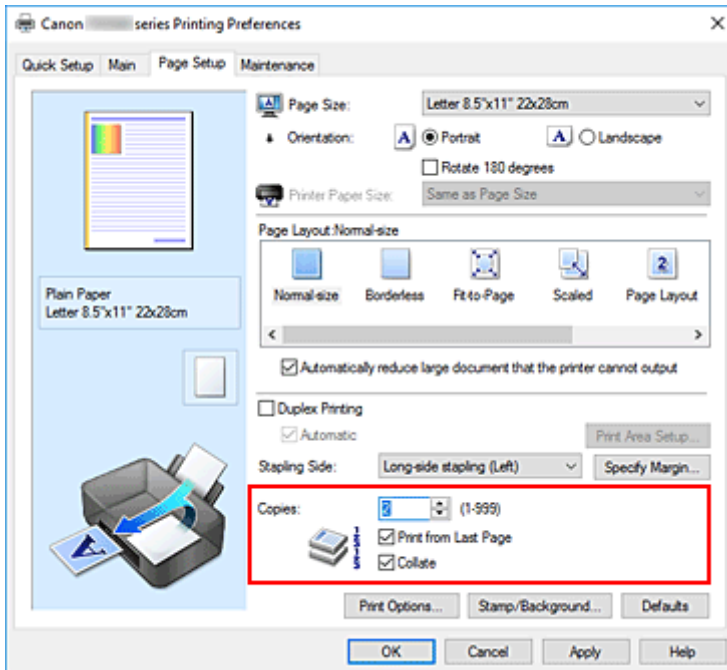 Canon series Printing Preferences
Quick Setup Main Page Setup Maintenance
Page Size: Letter 8.5"x11" 22x28cm
Orientation: A Portrait A Landscape
Rotate 180 degrees
Printer Paper Size: Same as Page Size
Page Layout:Normal-size
Normal-size Borderless Fit-to-Page Scaled Page Layout
Plain Paper
Letter 8.5"x11" 22x28cm
Automatically reduce large document that the printer cannot output
Duplex Printing
Automatic Print Area Setup...
Stapling Side: Long-side stapling (Left) Specify Margin...
Copies: 2 (1-999)
Print from Last Page
Collate
Print Options... Stamp/Background... Defaults
OK Cancel Apply Help